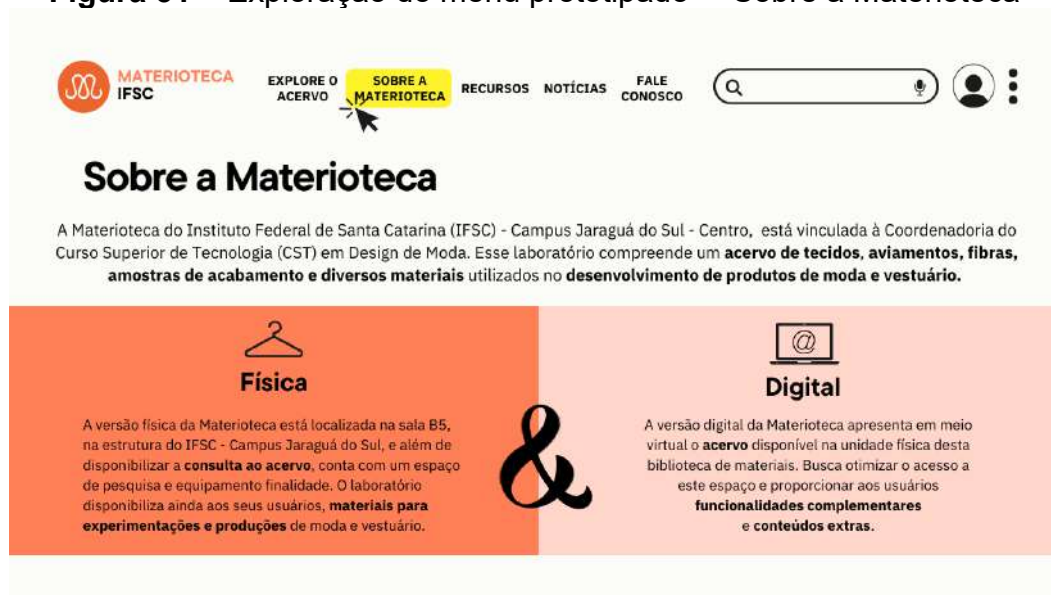 MATERIOTECA
IFSC
EXPLORE O
ACERVO
SOBRE A
MATERIOTECA
RECURSOS
NOTÍCIAS
FALE
CONOSCO
Sobre a Materioteca
A Materioteca do Instituto Federal de Santa Catarina (IFSC) - Campus Jaraguá do Sul - Centro, está vinculada à Coordenadoria do
Curso Superior de Tecnologia (CST) em Design de Moda. Esse laboratório compreende um acervo de tecidos, aviamentos, fibras,
amostras de acabamento e diversos materiais utilizados no desenvolvimento de produtos de moda e vestuário.
Física
A versão física da Materioteca está localizada na sala B5,
na estrutura do IFSC - Campus Jaraguá do Sul, e além de
disponibilizar a consulta ao acervo, conta com um espaço
de pesquisa e equipamento finalidade. O laboratório
disponibiliza ainda aos seus usuários, materiais para
experimentações e produções de moda e vestuário.
&
@
Digital
A versão digital da Materioteca apresenta em meio
virtual o acervo disponível na unidade física desta
biblioteca de materiais. Busca otimizar o acesso a
este espaço e proporcionar aos usuários
funcionalidades complementares
e conteúdos extras.